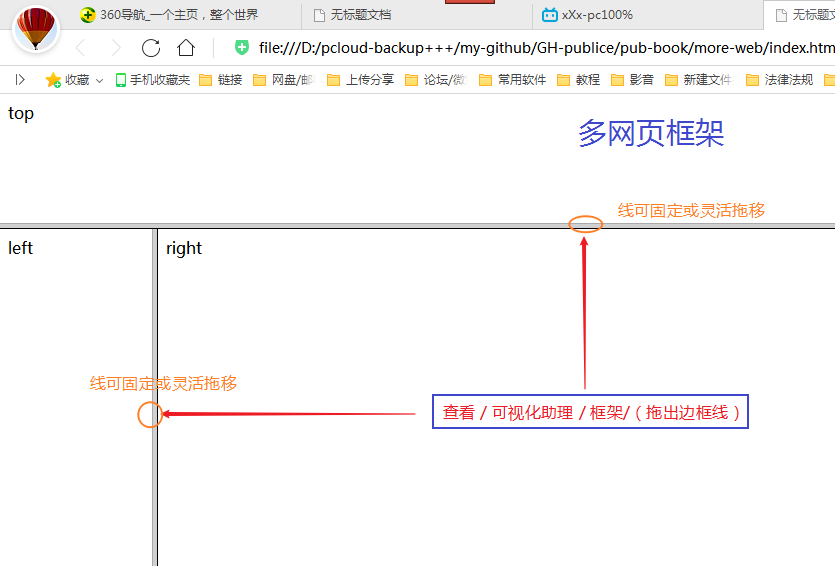 360导航_一个主页，整个世界
无标题文档
xXx-pc100%
无标题文
file:///D:/pcloud-backup+++/my-github/GH-publice/pub-book/more-web/index.htm
收藏
手机收藏夹
链接
网盘/邮
上传分享
论坛/微
常用软件
教程
影音
新建文件
法律法规
top
多网页框架
线可固定或灵活拖移
left
right
线可固定或灵活拖移
查看 / 可视化助理 / 框架/（拖出边框线）